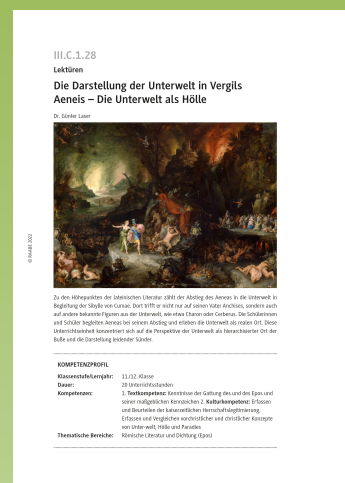 III.C.1.28
Lektüren
Die Darstellung der Unterwelt in Vergils
Aeneis – Die Unterwelt als Hölle
Dr. Günter Laser
© RAABE 2022
Zu den Höhepunkten der lateinischen Literatur zählt der Abstieg des Aeneas in die Unterwelt in
Begleitung der Sibylle von Cumae. Dort trifft er nicht nur auf seinen Vater Anchises, sondern auch
auf andere bekannte Figuren aus der Unterwelt, wie etwa Charon oder Cerberus. Die Schülerinnen
und Schüler begleiten Aeneas bei seinem Abstieg und erleben die Unterwelt als realen Ort. Diese
Unterrichtseinheit konzentriert sich auf die Perspektive der Unterwelt als hierarchisierter Ort der
Buße und die Darstellung leidender Sünder.
KOMPETENZPROFIL
Klassenstufe/Lernjahr: 11./12. Klasse
Dauer: 20 Unterrichtsstunden
Kompetenzen: 1. Textkompetenz: Kenntnisse der Gattung des und des Epos und
seiner maßgeblichen Kennzeichen 2. Kulturkompetenz: Erfassen
und Beurteilen der kaiserzeitlichen Herrschaftslegitimierung,
Erfassen und Vergleichen vorchristlicher und christlicher Konzepte
von Unter-welt, Hölle und Parades
Thematische Bereiche: Römische Literatur und Dichtung (Epos)